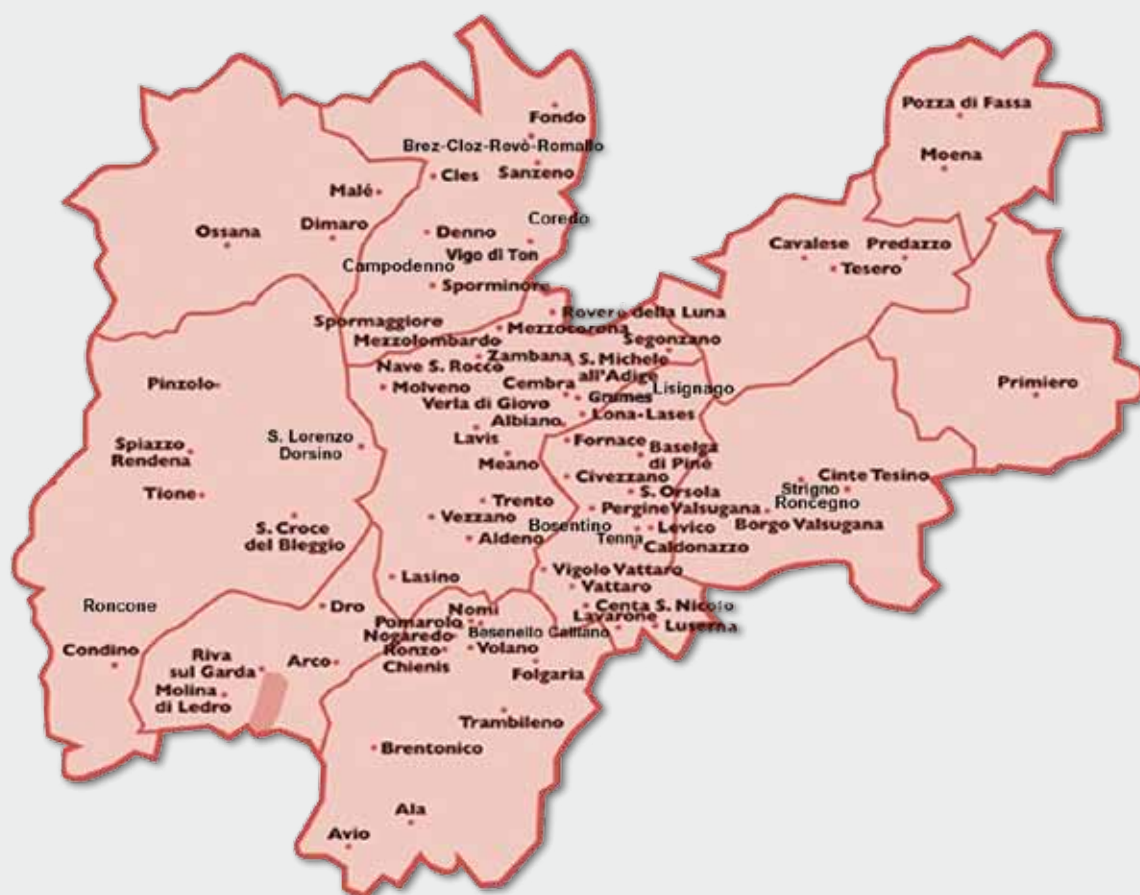 Fondo
Pozza di Fassa
Brez-Cloz-Revò-Romallo
Moena
Cles
Sanzeno
Malé
Coredo
Dimaro
Ossana
Denno
Cavalese
Predazzo
Vigo di Ton
Tesero
Campodenno
Sporminore
Roverè della Luna
Spormaggiore
Mezzocorona
Mezzolombardo
Segonzano
Zambana
S. Michele
all'Adige
Nave S. Rocco
Pinzolo
Molveno
Cembra
Lisignago
Primiero
Grumes
Verla di Giovo
Lona-Lases
Albiano
S. Lorenzo
Dorsino
Lavis
Fornace
Spiazzo
Rendena
Baselga
di Piné
Meano
Civezzano
Cinte Tesino
Tione
S. Orsola
Strigno
Trento
Roncegno
Pergine Valsugana
Vezzano
Bosentino
Levico
Borgo Valsugana
S. Croce
del Bleggio
Aldeno
Tenna
Caldonazzo
Lasino
Vigolo Vattaro
Vattaro
Roncone
Dro
Nomi
Centa S. Nicolò
Pomarolo
Lavarone
Luserna
Nogaredo
Besenello Calliano
Condino
Ronzo
Chienis
Volano
Riva
sul Garda
Arco
Folgaria
Molina
di Ledro
Trambileno
Brentonico
Ala
Avio